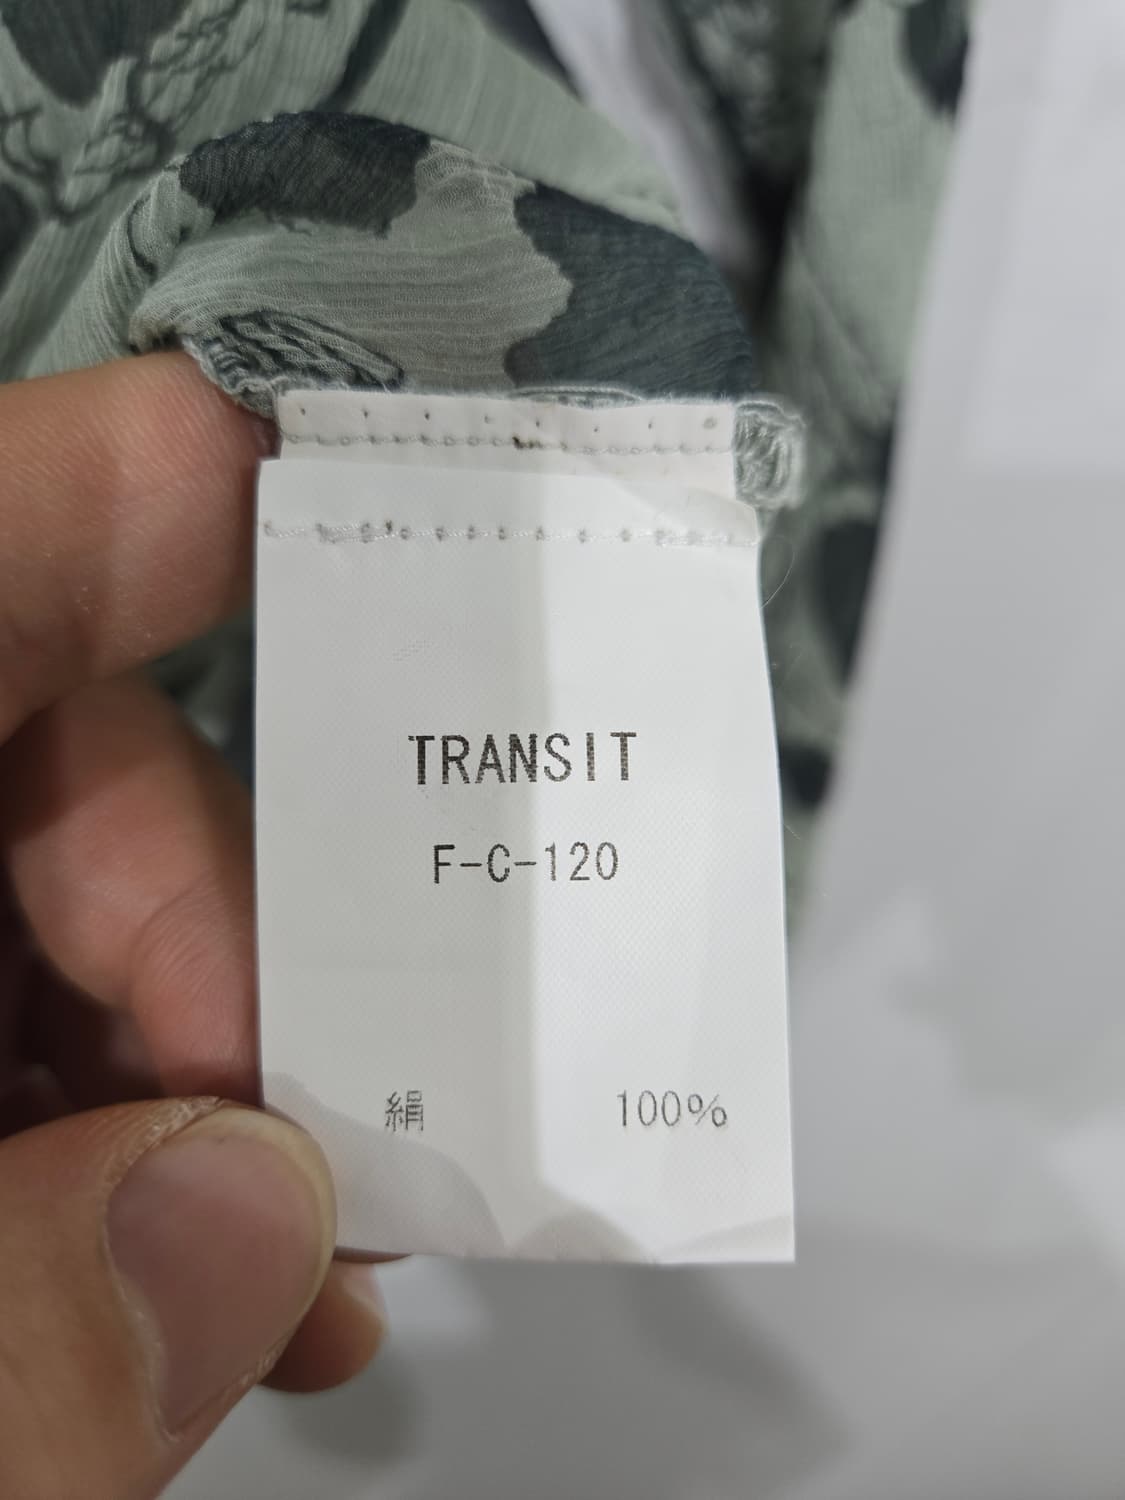 TRANSIT
F-C-120
絹 100%